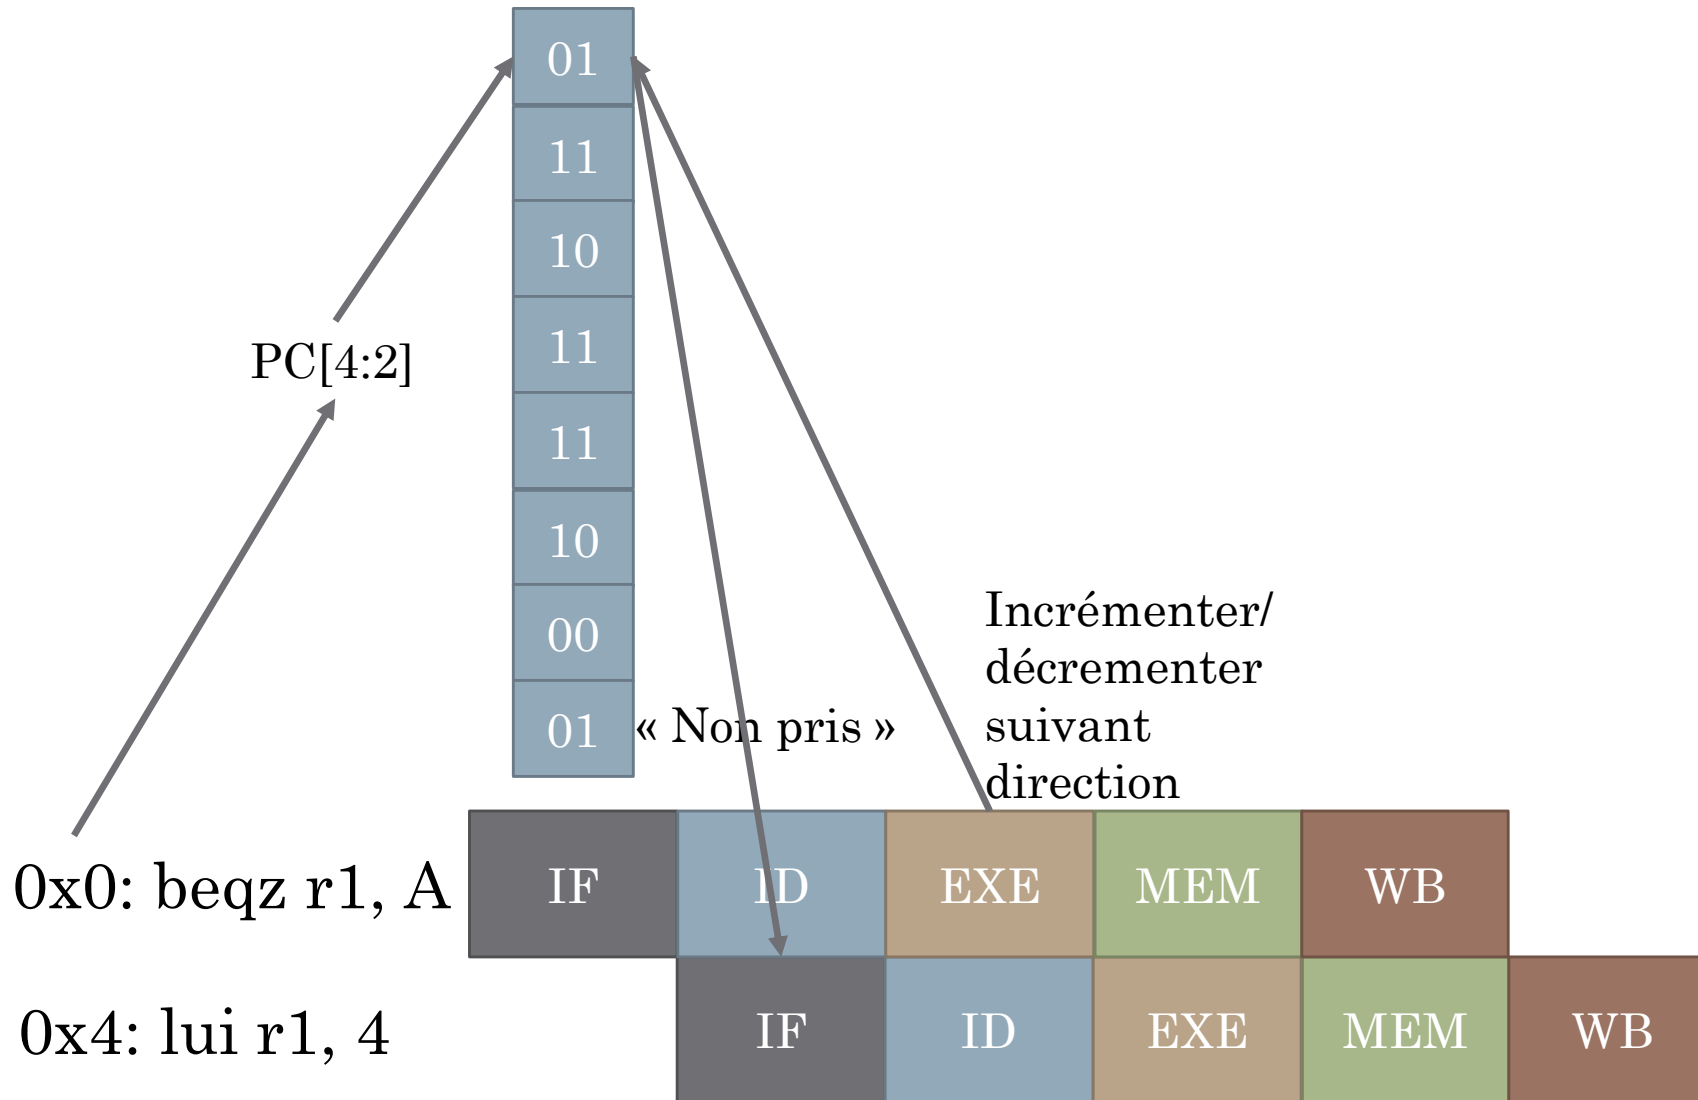 01
11
10
11
PC[4:2]
11
10
00
01
« Non pris »
Incrémenter/
décrementer
suivant
direction
0x0: beqz r1, A
IF
ID
EXE
MEM
WB
0x4: lui r1, 4
IF
ID
EXE
MEM
WB